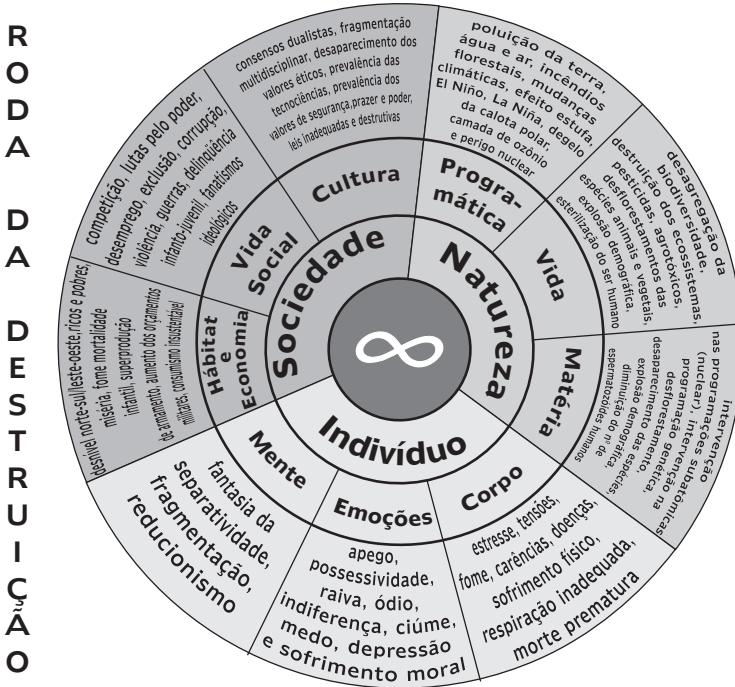 RODA DA DESTRUIÇÃO
consensos dualistas, fragmentação
multidisciplinar, desaparecimento dos
valores éticos, prevalência das
tecnociências, prevalência dos
valores de segurança,prazer e poder,
leis inadequadas e destrutivas
Cultura
poluição da terra,
água e ar, incêndios
florestais, mudanças
climáticas, efeito estufa,
El Niño, La Niña, degelo
da calota polar,
camada de ozônio
e perigo nuclear
Progra-
mática
desagregação da
biodiversidade,
destruição dos ecossistemas,
pesticidas, agrotóxicos,
desflorestamentos das
espécies animais e vegetais,
explosão demográfica,
esterilização do ser humano
Vida
intervenção
nas programações subatômicas
(nuclear), intervenção na
programação genética,
desflorestamento,
desaparecimento das espécies,
explosão demográfica,
diminuição do nº de
espermatozóides humanos
Matéria
Natureza
estresse, tensões,
fome, carências, doenças,
sofrimento físico,
respiração inadequada,
morte prematura
Corpo
apego,
possessividade,
raiva, ódio,
indiferença, ciúme,
medo, depressão
e sofrimento moral
Emoções
fantasia da
separatividade,
fragmentação,
reducionismo
Mente
Indivíduo
desnível norte-sul/leste-oeste,ricos e pobres,
miséria, fome mortalidade
infantil, superprodução
de armamento, aumento dos orçamentos
militares, consumismo insustentável
Hábitat
e
Economia
competição, lutas pelo poder,
desemprego, exclusão, corrupção,
violência, guerras, delinqüência
infanto-juvenil, fanatismos
ideológicos
Vida
Social
Sociedade
∞